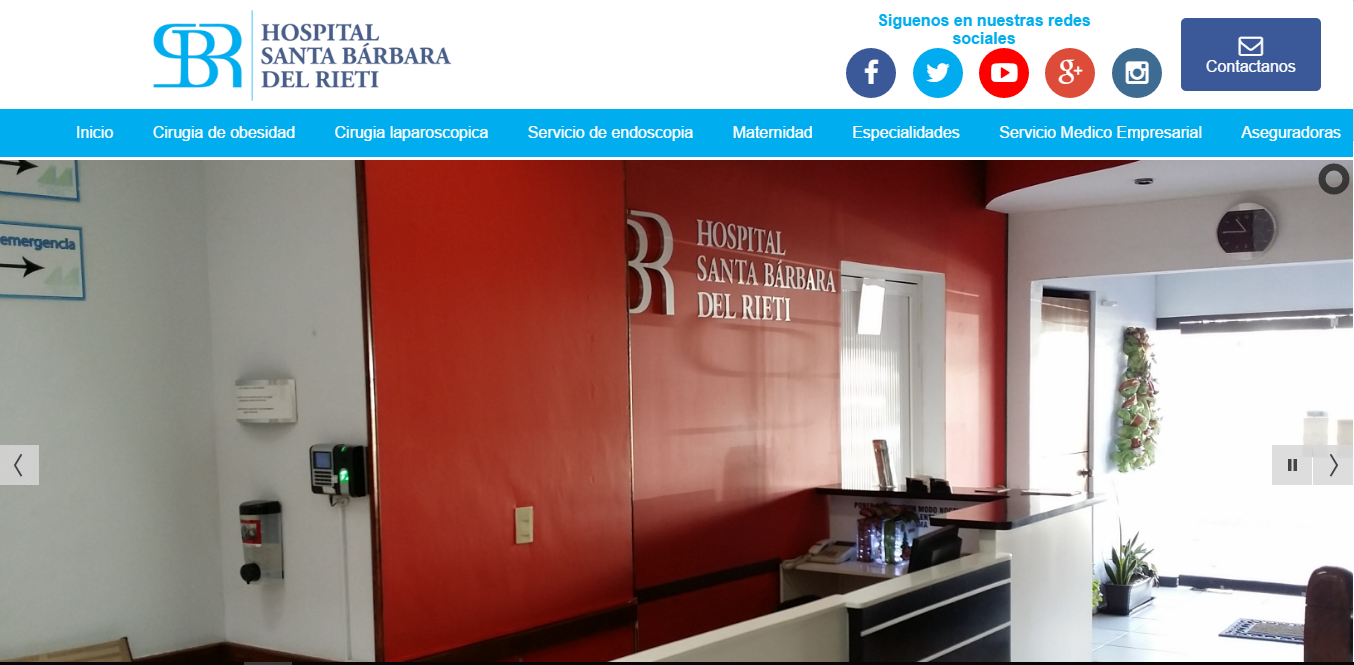 SBR
HOSPITAL
SANTA BÁRBARA
DEL RIETI
Siguenos en nuestras redes
sociales
Contactanos
Inicio Cirugia de obesidad Cirugia laparoscopica Servicio de endoscopia Maternidad Especialidades Servicio Medico Empresarial Aseguradoras
emergencia
HOSPITAL
SANTA BÁRBARA
DEL RIETI